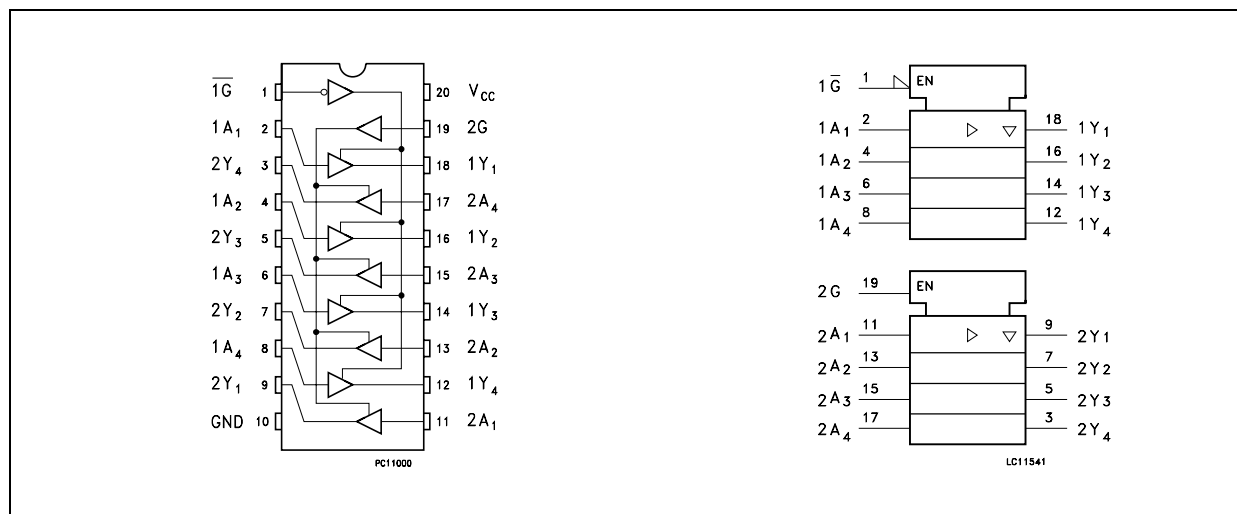 1G̅ 1 20 VCC
1A1 2 19 2G
2Y4 3 18 1Y1
1A2 4 17 2A4
2Y3 5 16 1Y2
1A3 6 15 2A3
2Y2 7 14 1Y3
1A4 8 13 2A2
2Y1 9 12 1Y4
GND 10 11 2A1
PC11000
1G̅ 1 EN
1A1 2 18 1Y1
1A2 4 16 1Y2
1A3 6 14 1Y3
1A4 8 12 1Y4
2G 19 EN
2A1 11 9 2Y1
2A2 13 7 2Y2
2A3 15 5 2Y3
2A4 17 3 2Y4
LC11541